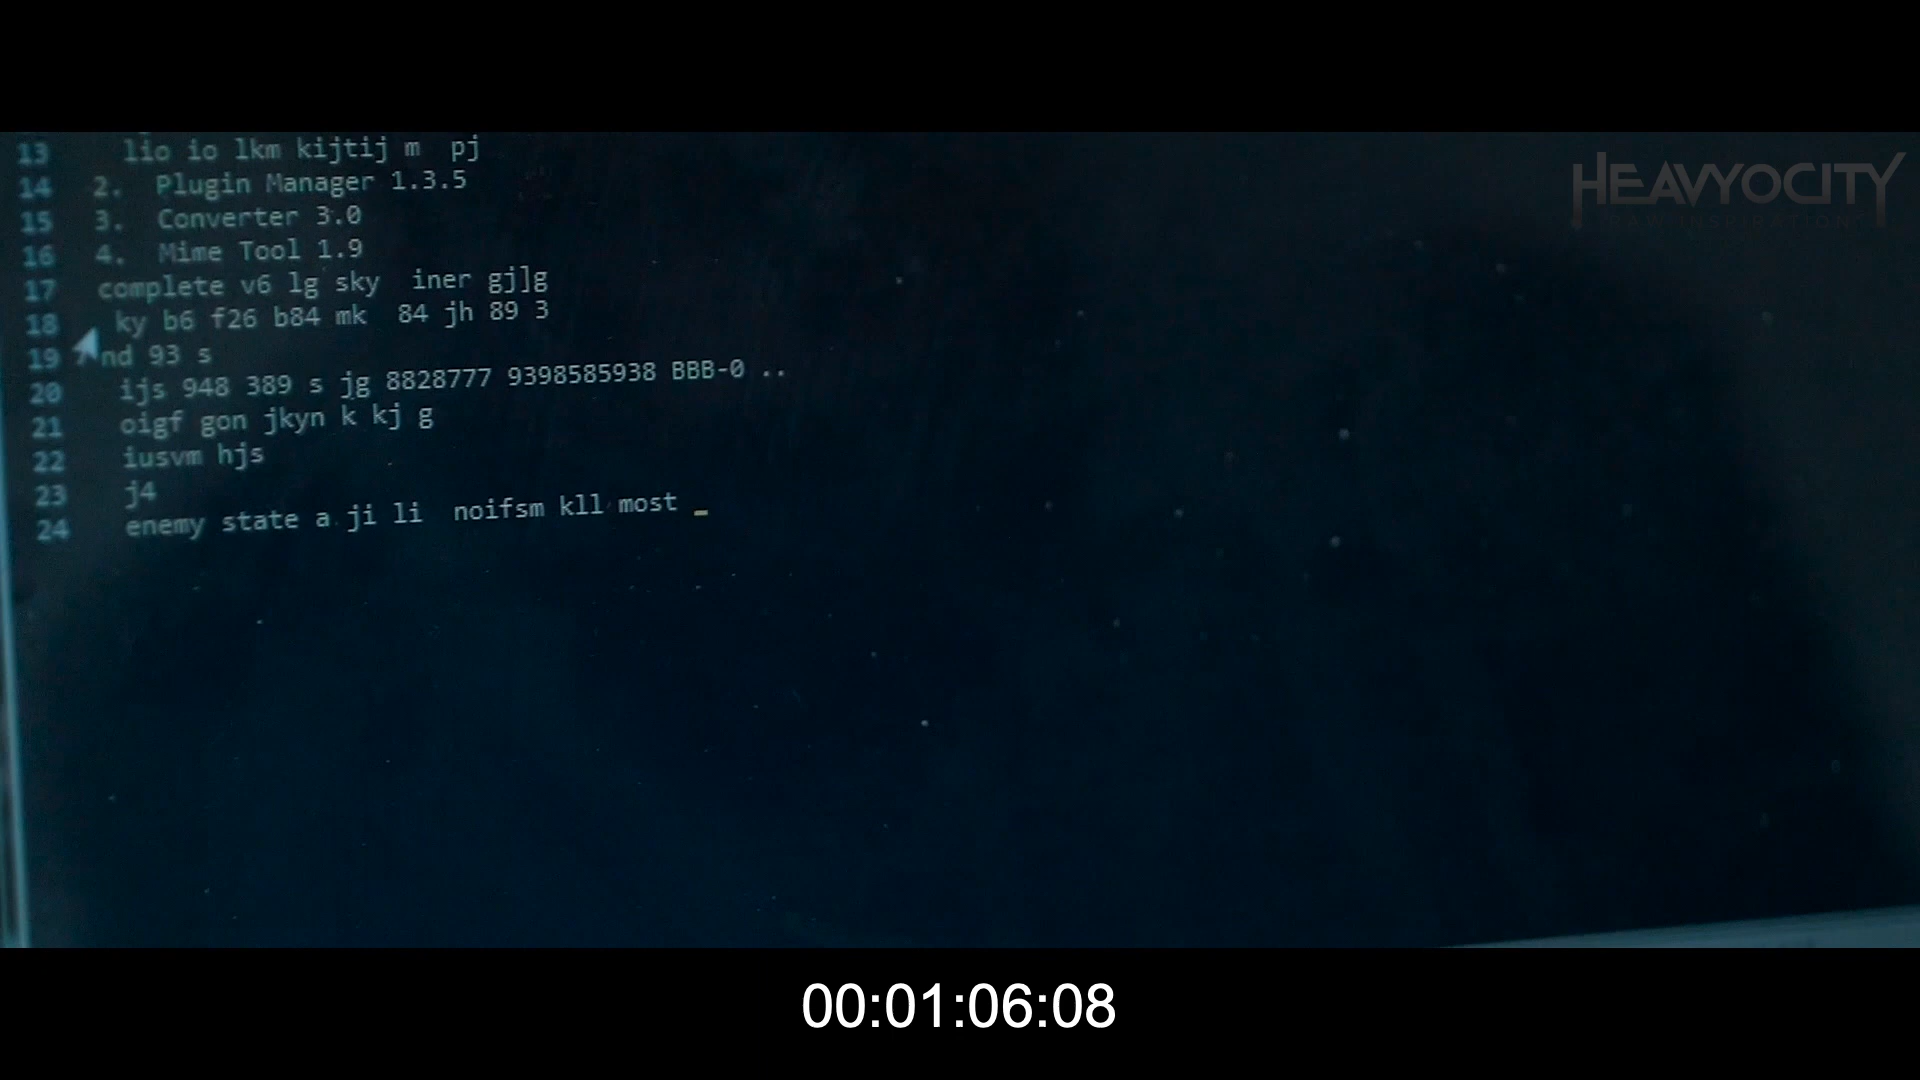 HEAVYOCITY
RAW INSPIRATION
13 lio io lkm kijtij m pj
14 2. Plugin Manager 1.3.5
15 3. Converter 3.0
16 4. Mime Tool 1.9
17 complete v6 lg sky iner gj]g
18 ky b6 f26 b84 mk 84 jh 89 3
19 nd 93 s
20 ijs 948 389 s jg 8828777 9398585938 BBB-0 ..
21 oigf gon jkyn k kj g
22 iusvm hjs
23 j4
24 enemy state a ji li noifsm kll most _
00:01:06:08